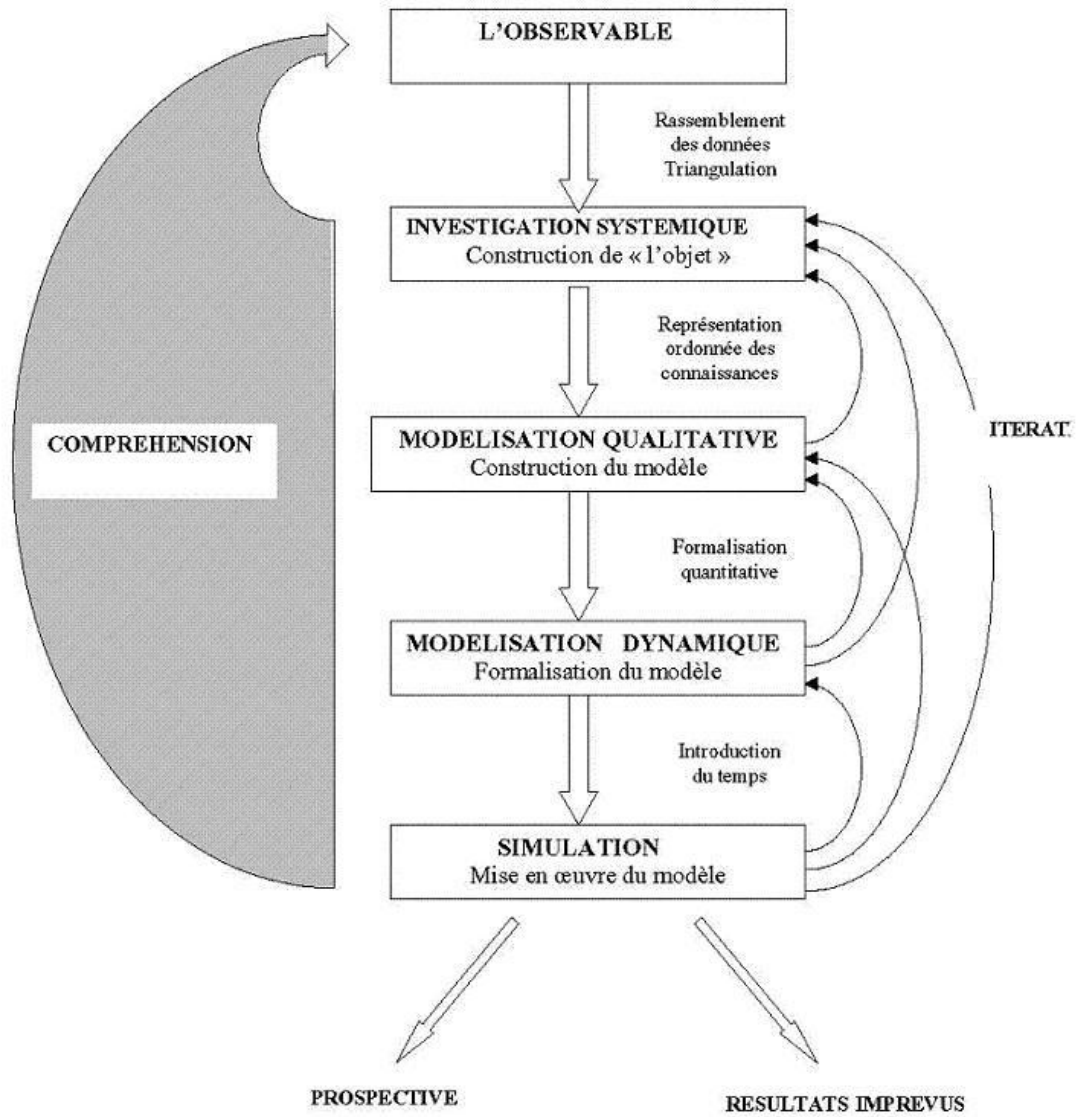 L'OBSERVABLE
Rassemblement
des données
Triangulation
INVESTIGATION SYSTEMIQUE
Construction de « l'objet »
Représentation
ordonnée des
connaissances
COMPREHENSION
MODELISATION QUALITATIVE
Construction du modèle
ITERAT
Formalisation
quantitative
MODELISATION DYNAMIQUE
Formalisation du modèle
Introduction
du temps
SIMULATION
Mise en œuvre du modèle
PROSPECTIVE
RESULTATS IMPREVUS